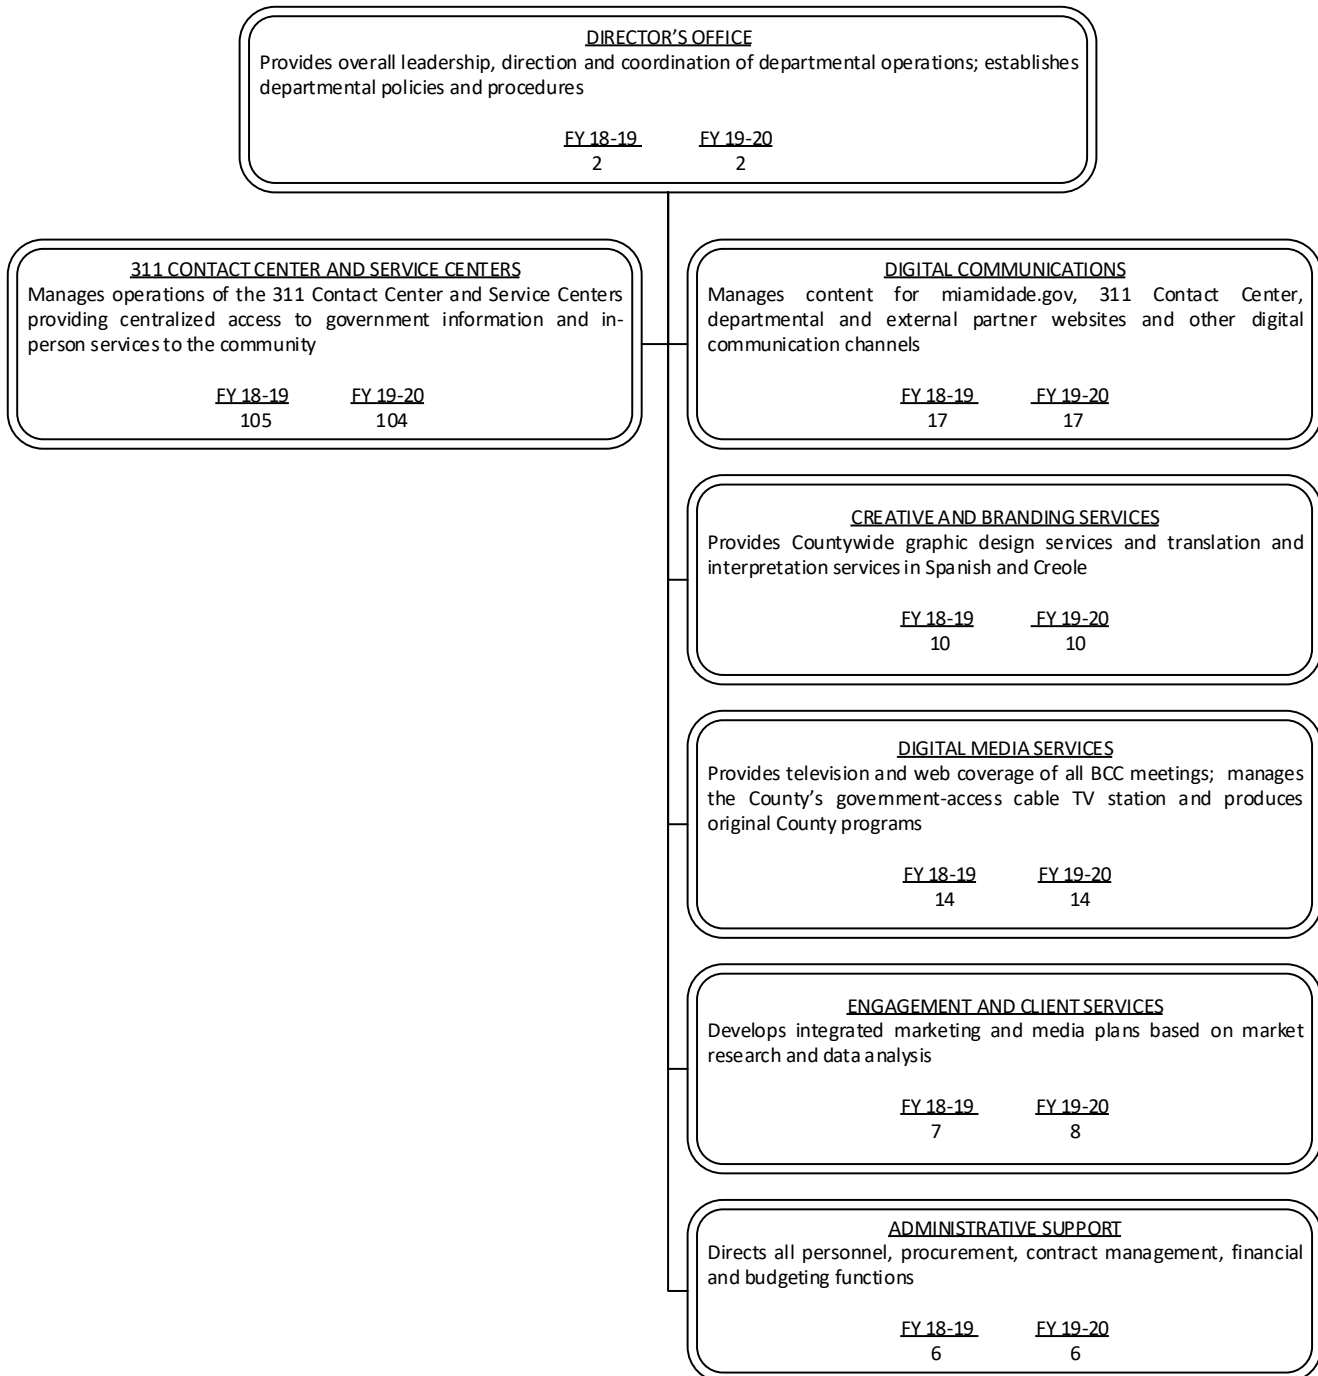 DIRECTOR’S OFFICE
Provides overall leadership, direction and coordination of departmental operations; establishes
departmental policies and procedures
FY 18-19 FY 19-20
2 2
311 CONTACT CENTER AND SERVICE CENTERS
Manages operations of the 311 Contact Center and Service Centers
providing centralized access to government information and in-
person services to the community
FY 18-19 FY 19-20
105 104
DIGITAL COMMUNICATIONS
Manages content for miamidade.gov, 311 Contact Center,
departmental and external partner websites and other digital
communication channels
FY 18-19 FY 19-20
17 17
CREATIVE AND BRANDING SERVICES
Provides Countywide graphic design services and translation and
interpretation services in Spanish and Creole
FY 18-19 FY 19-20
10 10
DIGITAL MEDIA SERVICES
Provides television and web coverage of all BCC meetings; manages
the County’s government-access cable TV station and produces
original County programs
FY 18-19 FY 19-20
14 14
ENGAGEMENT AND CLIENT SERVICES
Develops integrated marketing and media plans based on market
research and data analysis
FY 18-19 FY 19-20
7 8
ADMINISTRATIVE SUPPORT
Directs all personnel, procurement, contract management, financial
and budgeting functions
FY 18-19 FY 19-20
6 6